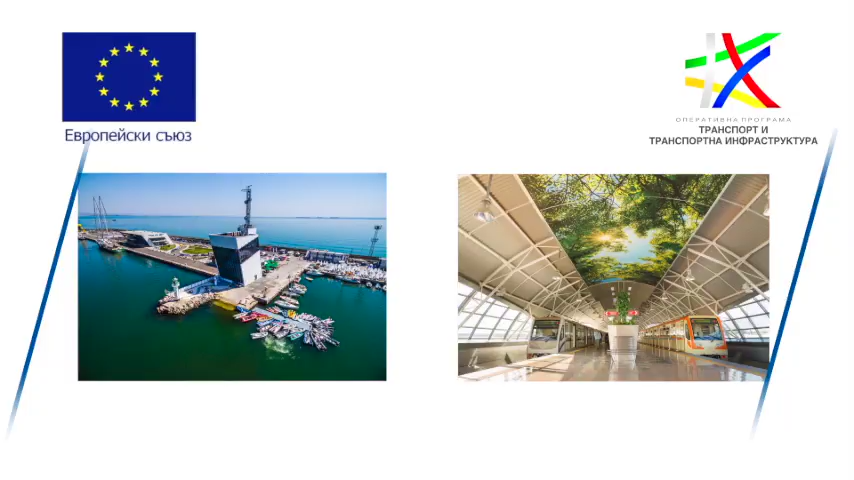 Европейски съюз
ОПЕРАТИВНА ПРОГРАМА
ТРАНСПОРТ И
ТРАНСПОРТНА ИНФРАСТРУКТУРА